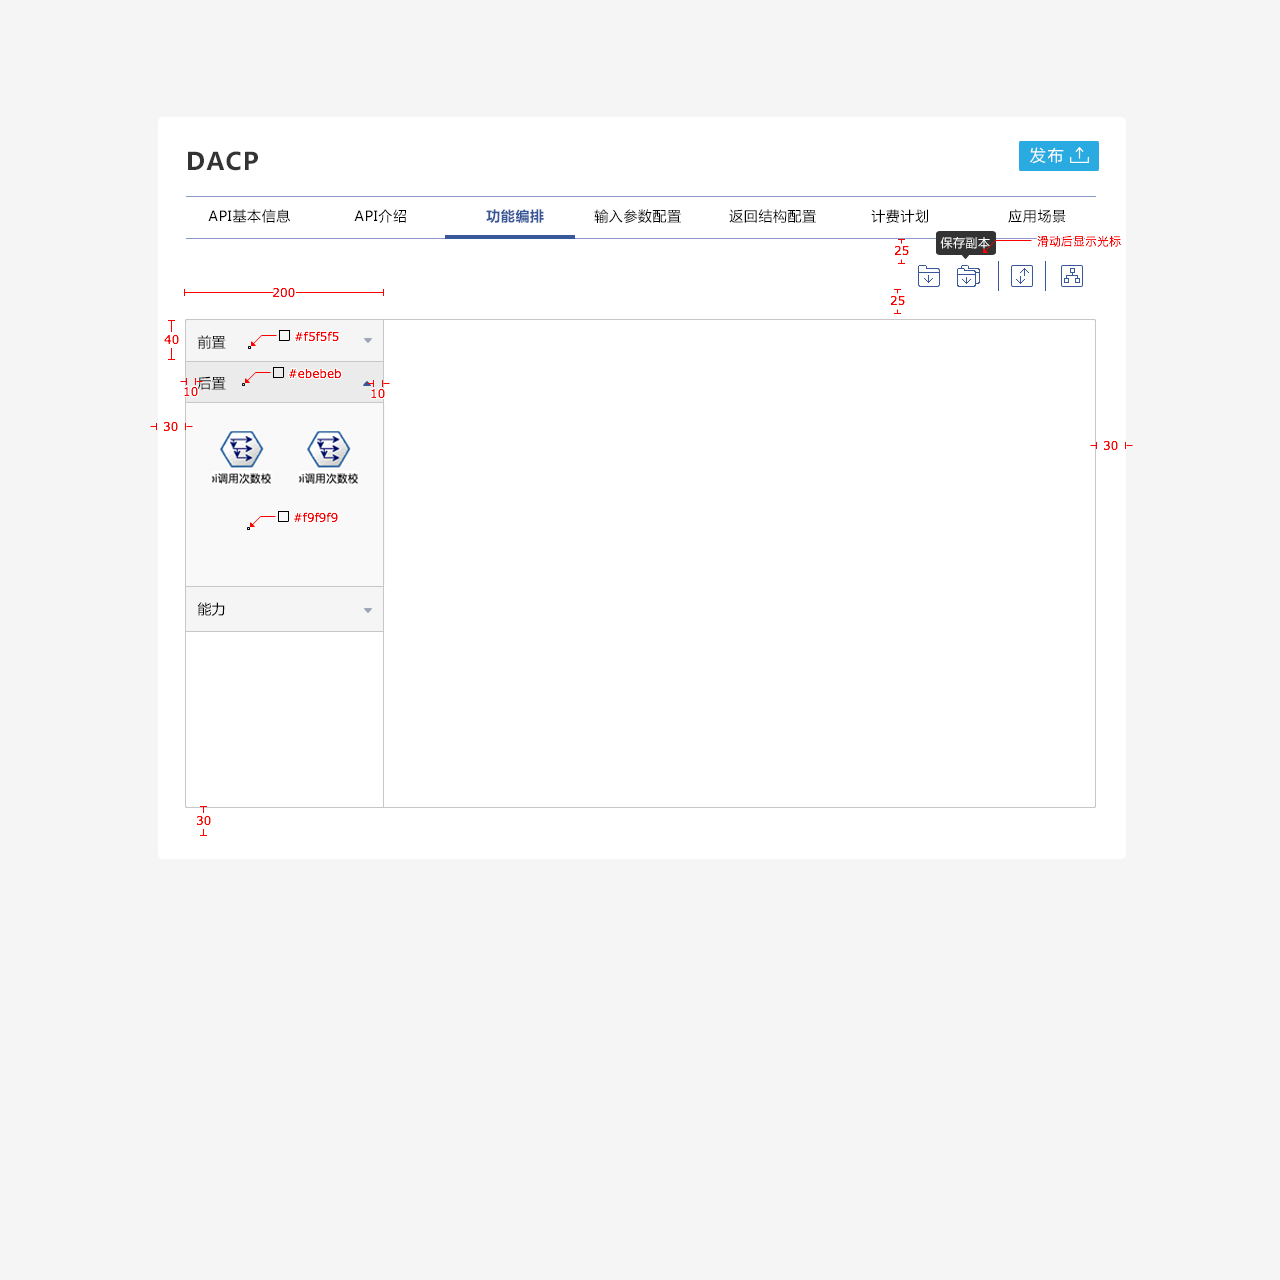 DACP
发布
API基本信息 API介绍 功能编排 输入参数配置 返回结构配置 计费计划 应用场景
25 保存副本 滑动后显示光标
200 25
40 前置 #f5f5f5
10 后置 #ebebeb 10
30 30
pi调用次数校 pi调用次数校
#f9f9f9
能力
30